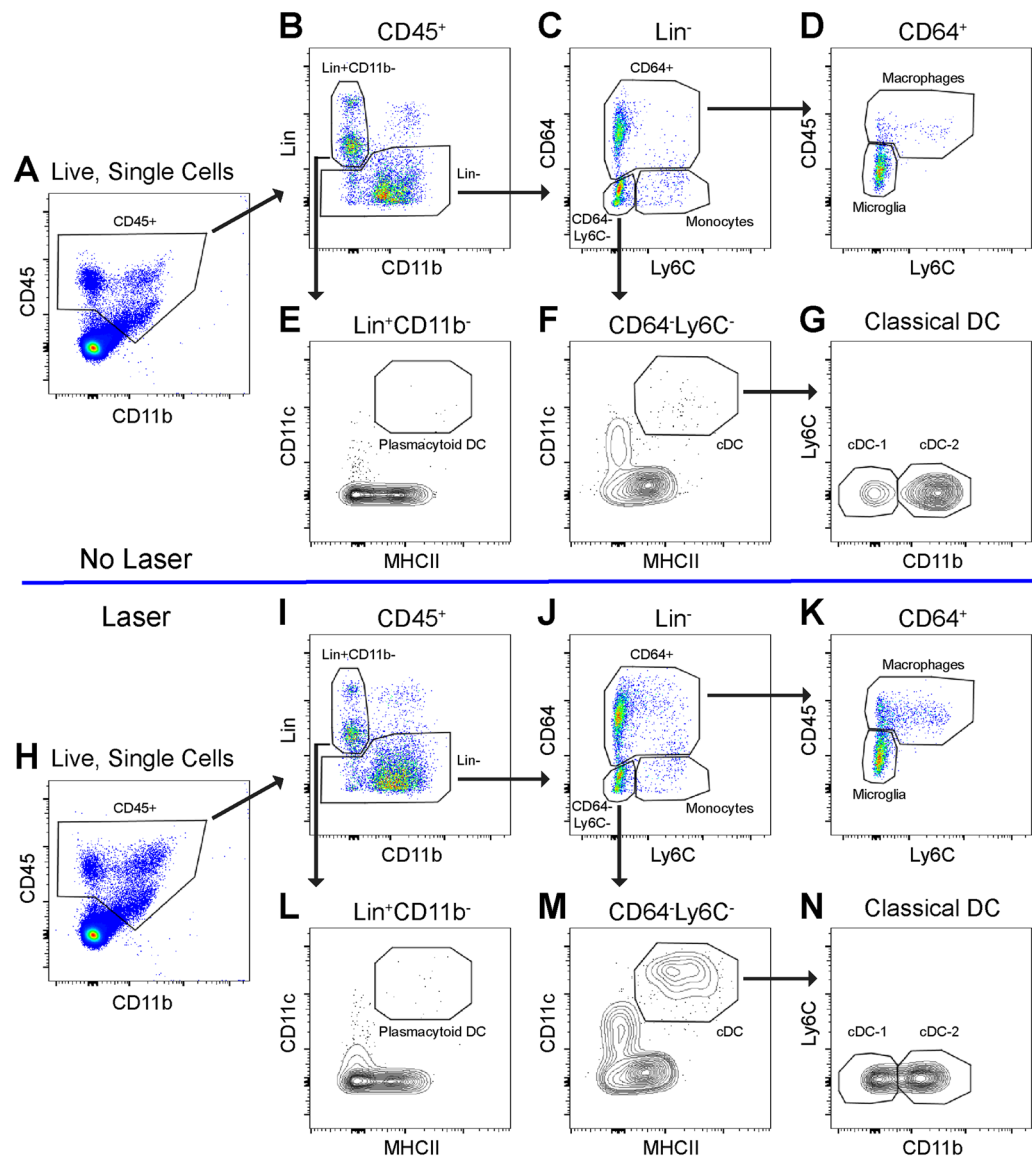 B CD45+
C Lin-
D CD64+
Lin+CD11b-
Lin
Lin-
CD11b
CD64+
CD64
CD64-
Ly6C-
Monocytes
Ly6C
Macrophages
CD45
Microglia
Ly6C
A Live, Single Cells
CD45+
CD45
CD11b
E Lin+CD11b-
CD11c
Plasmacytoid DC
MHCII
F CD64-Ly6C-
CD11c
cDC
MHCII
G Classical DC
Ly6C
cDC-1
cDC-2
CD11b
No Laser
Laser
I CD45+
J Lin-
K CD64+
Lin+CD11b-
Lin
Lin-
CD11b
CD64+
CD64
CD64-
Ly6C-
Monocytes
Ly6C
Macrophages
CD45
Microglia
Ly6C
H Live, Single Cells
CD45+
CD45
CD11b
L Lin+CD11b-
CD11c
Plasmacytoid DC
MHCII
M CD64-Ly6C-
CD11c
cDC
MHCII
N Classical DC
Ly6C
cDC-1
cDC-2
CD11b